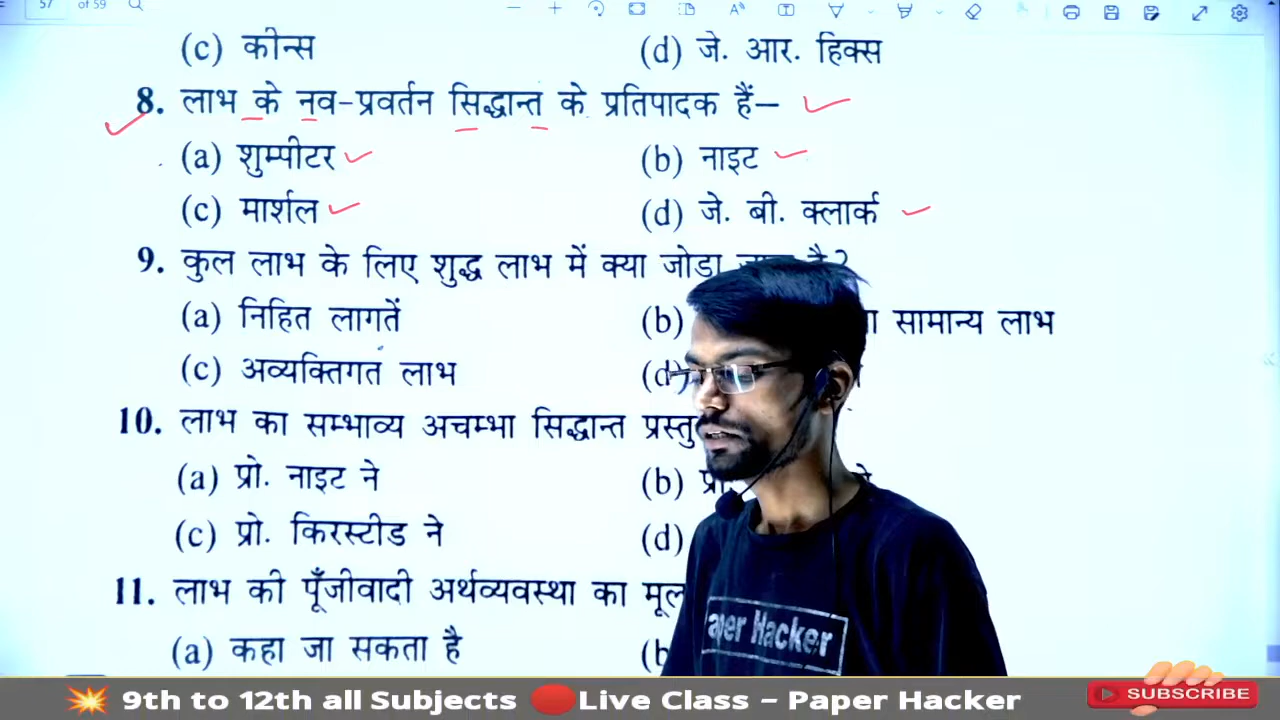 57 of 59
(c) कीन्स (d) जे. आर. हिक्स
8. लाभ के नव-प्रवर्तन सिद्धान्त के प्रतिपादक हैं—
(a) शुम्पीटर (b) नाइट
(c) मार्शल (d) जे. बी. क्लार्क
9. कुल लाभ के लिए शुद्ध लाभ में क्या जोड़ा है?
(a) निहित लागतें (b) सामान्य लाभ
(c) अव्यक्तिगत लाभ (d)
10. लाभ का सम्भाव्य अचम्भा सिद्धान्त
(a) प्रो. नाइट ने (b) प्रो. ने
(c) प्रो. किरस्टीड ने (d)
11. लाभ की पूँजीवादी अर्थव्यवस्था का मूल
(a) कहा जा सकता है (b
aper Hacker
9th to 12th all Subjects Live Class – Paper Hacker
SUBSCRIBE